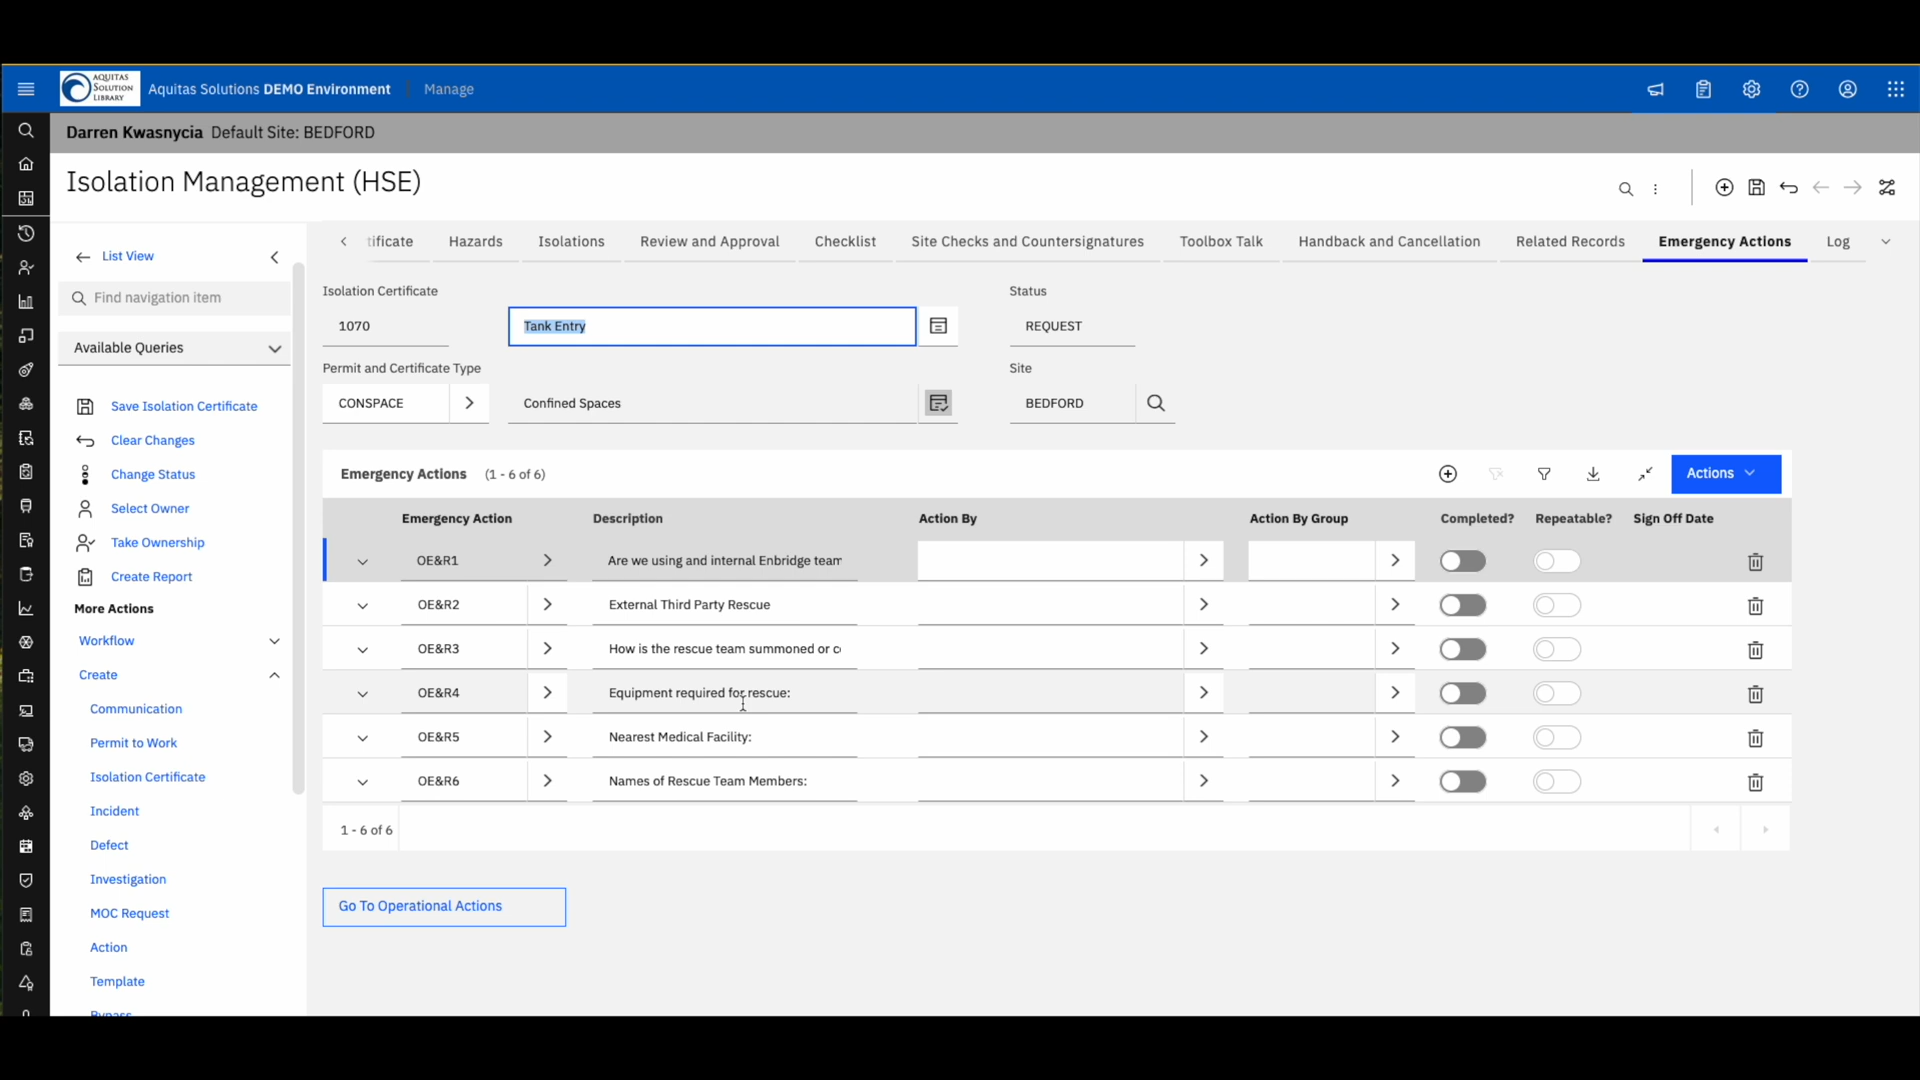 AQUITAS
SOLUTION
LIBRARY
Aquitas Solutions DEMO Environment
Manage
Darren Kwasnycia Default Site: BEDFORD
Isolation Management (HSE)
List View
Find navigation item
Available Queries
Save Isolation Certificate
Clear Changes
Change Status
Select Owner
Take Ownership
Create Report
More Actions
Workflow
Create
Communication
Permit to Work
Isolation Certificate
Incident
Defect
Investigation
MOC Request
Action
Template
Bypass
tificate Hazards Isolations Review and Approval Checklist Site Checks and Countersignatures Toolbox Talk Handback and Cancellation Related Records Emergency Actions Log
Isolation Certificate Status
1070 Tank Entry REQUEST
Permit and Certificate Type Site
CONSPACE Confined Spaces BEDFORD
Emergency Actions (1 - 6 of 6) Actions
Emergency Action Description Action By Action By Group Completed? Repeatable? Sign Off Date
OE&R1 Are we using and internal Enbridge team
OE&R2 External Third Party Rescue
OE&R3 How is the rescue team summoned or c
OE&R4 Equipment required for rescue:
OE&R5 Nearest Medical Facility:
OE&R6 Names of Rescue Team Members:
1 - 6 of 6
Go To Operational Actions